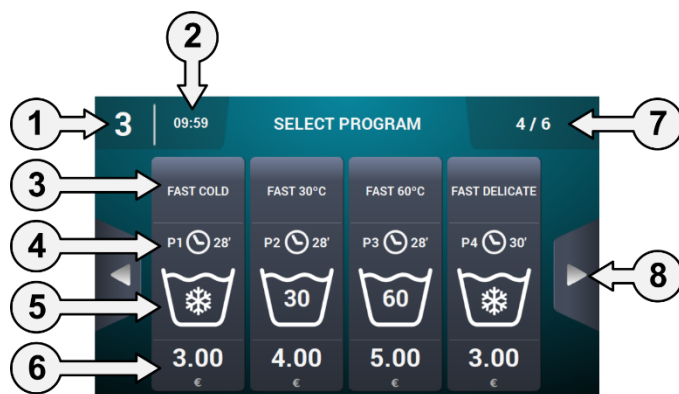 2
1
3
09:59
SELECT PROGRAM
4 / 6
7
3
FAST COLD
FAST 30ºC
FAST 60ºC
FAST DELICATE
4
P1 28'
P2 28'
P3 28'
P4 30'
8
5
30
60
6
3.00
4.00
5.00
3.00
€
€
€
€